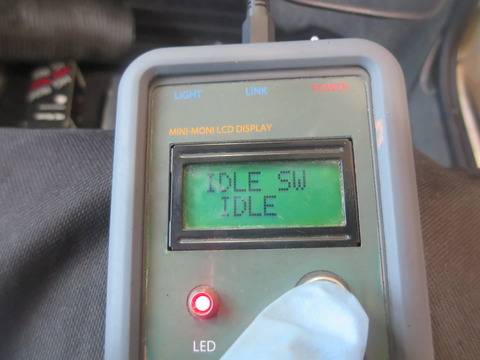 LIGHT LINK POWER
MINI-MONI LCD DISPLAY
IDLE SW
IDLE
LED